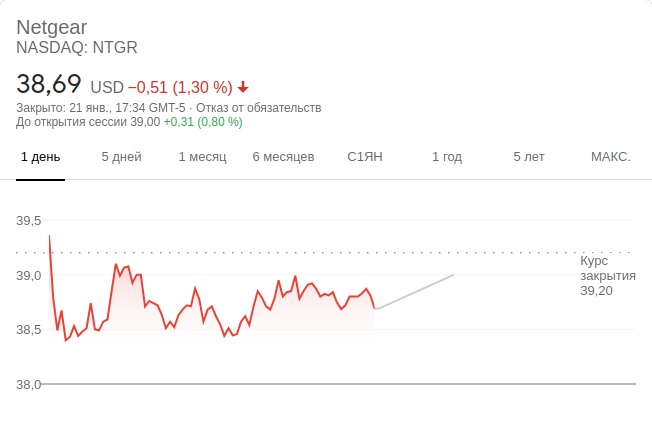 Netgear
NASDAQ: NTGR
38,69 USD −0,51 (1,30 %)
Закрыто: 21 янв., 17:34 GMT-5 · Отказ от обязательств
До открытия сессии 39,00 +0,31 (0,80 %)
1 день 5 дней 1 месяц 6 месяцев С1ЯН 1 год 5 лет МАКС.
39,5
39,0
38,5
38,0
Курс
закрытия
39,20